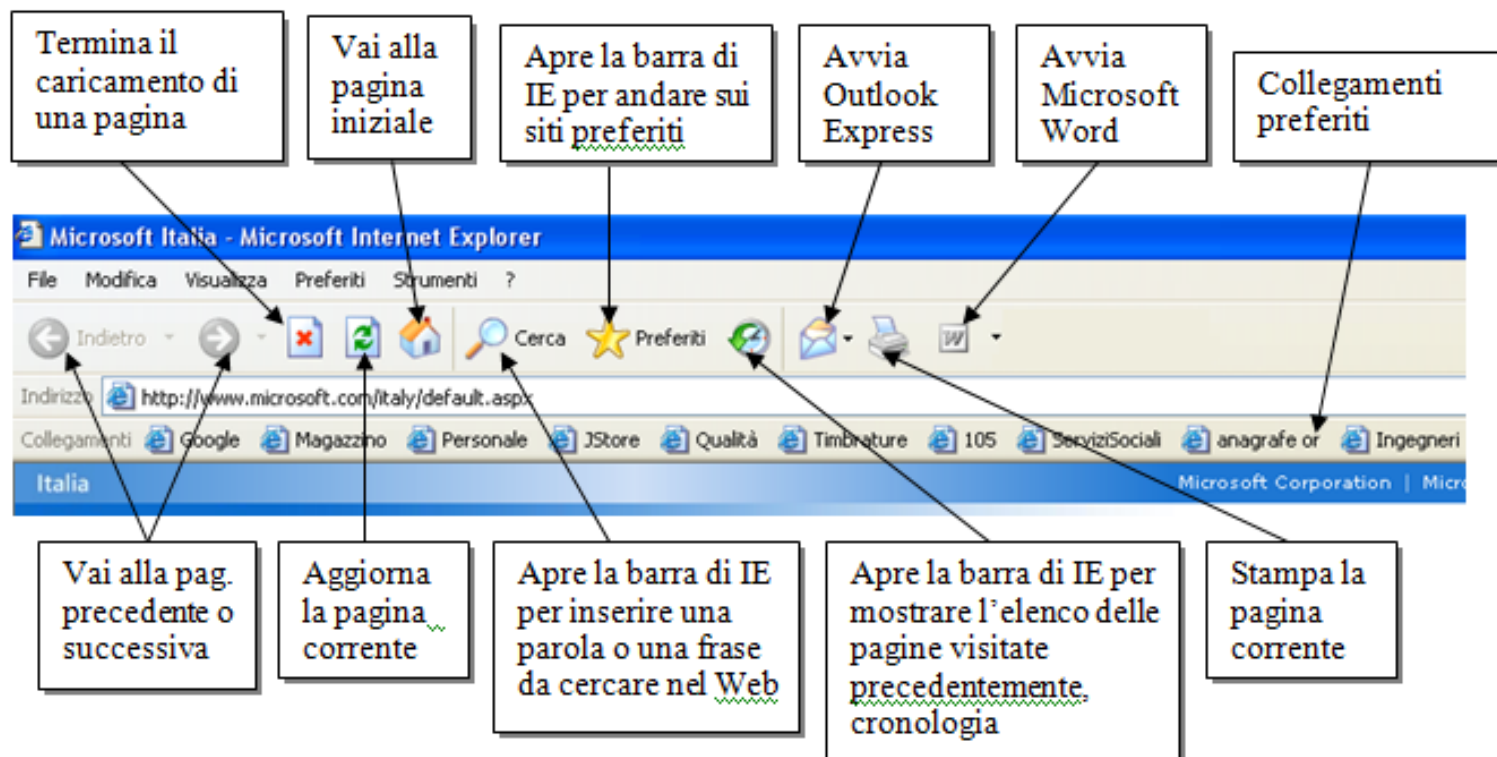 Termina il
caricamento di
una pagina
Vai alla
pagina
iniziale
Apre la barra di
IE per andare sui
siti preferiti
Avvia
Outlook
Express
Avvia
Microsoft
Word
Collegamenti
preferiti
Microsoft Italia - Microsoft Internet Explorer
File Modifica Visualizza Preferiti Strumenti ?
Indietro Cerca Preferiti W
Indirizzo http://www.microsoft.com/italy/default.aspx
Collegamenti Google Magazzino Personale JStore Qualità Timbrature 105 ServiziSociali anagrafe or Ingegneri
Italia Microsoft Corporation | Micro
Vai alla pag.
precedente o
successiva
Aggiorna
la pagina
corrente
Apre la barra di IE
per inserire una
parola o una frase
da cercare nel Web
Apre la barra di IE per
mostrare l’elenco delle
pagine visitate
precedentemente,
cronologia
Stampa la
pagina
corrente